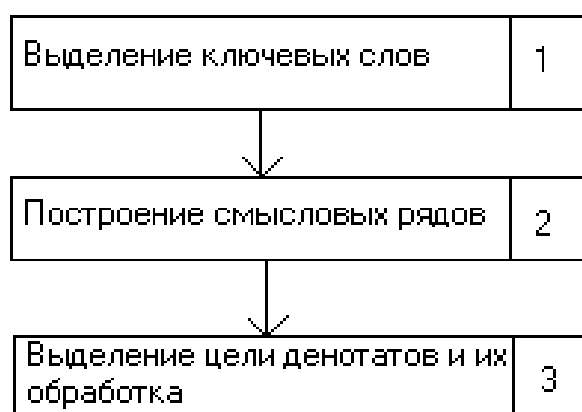 Выделение ключевых слов 1
Построение смысловых рядов 2
Выделение цели денотатов и их
обработка 3